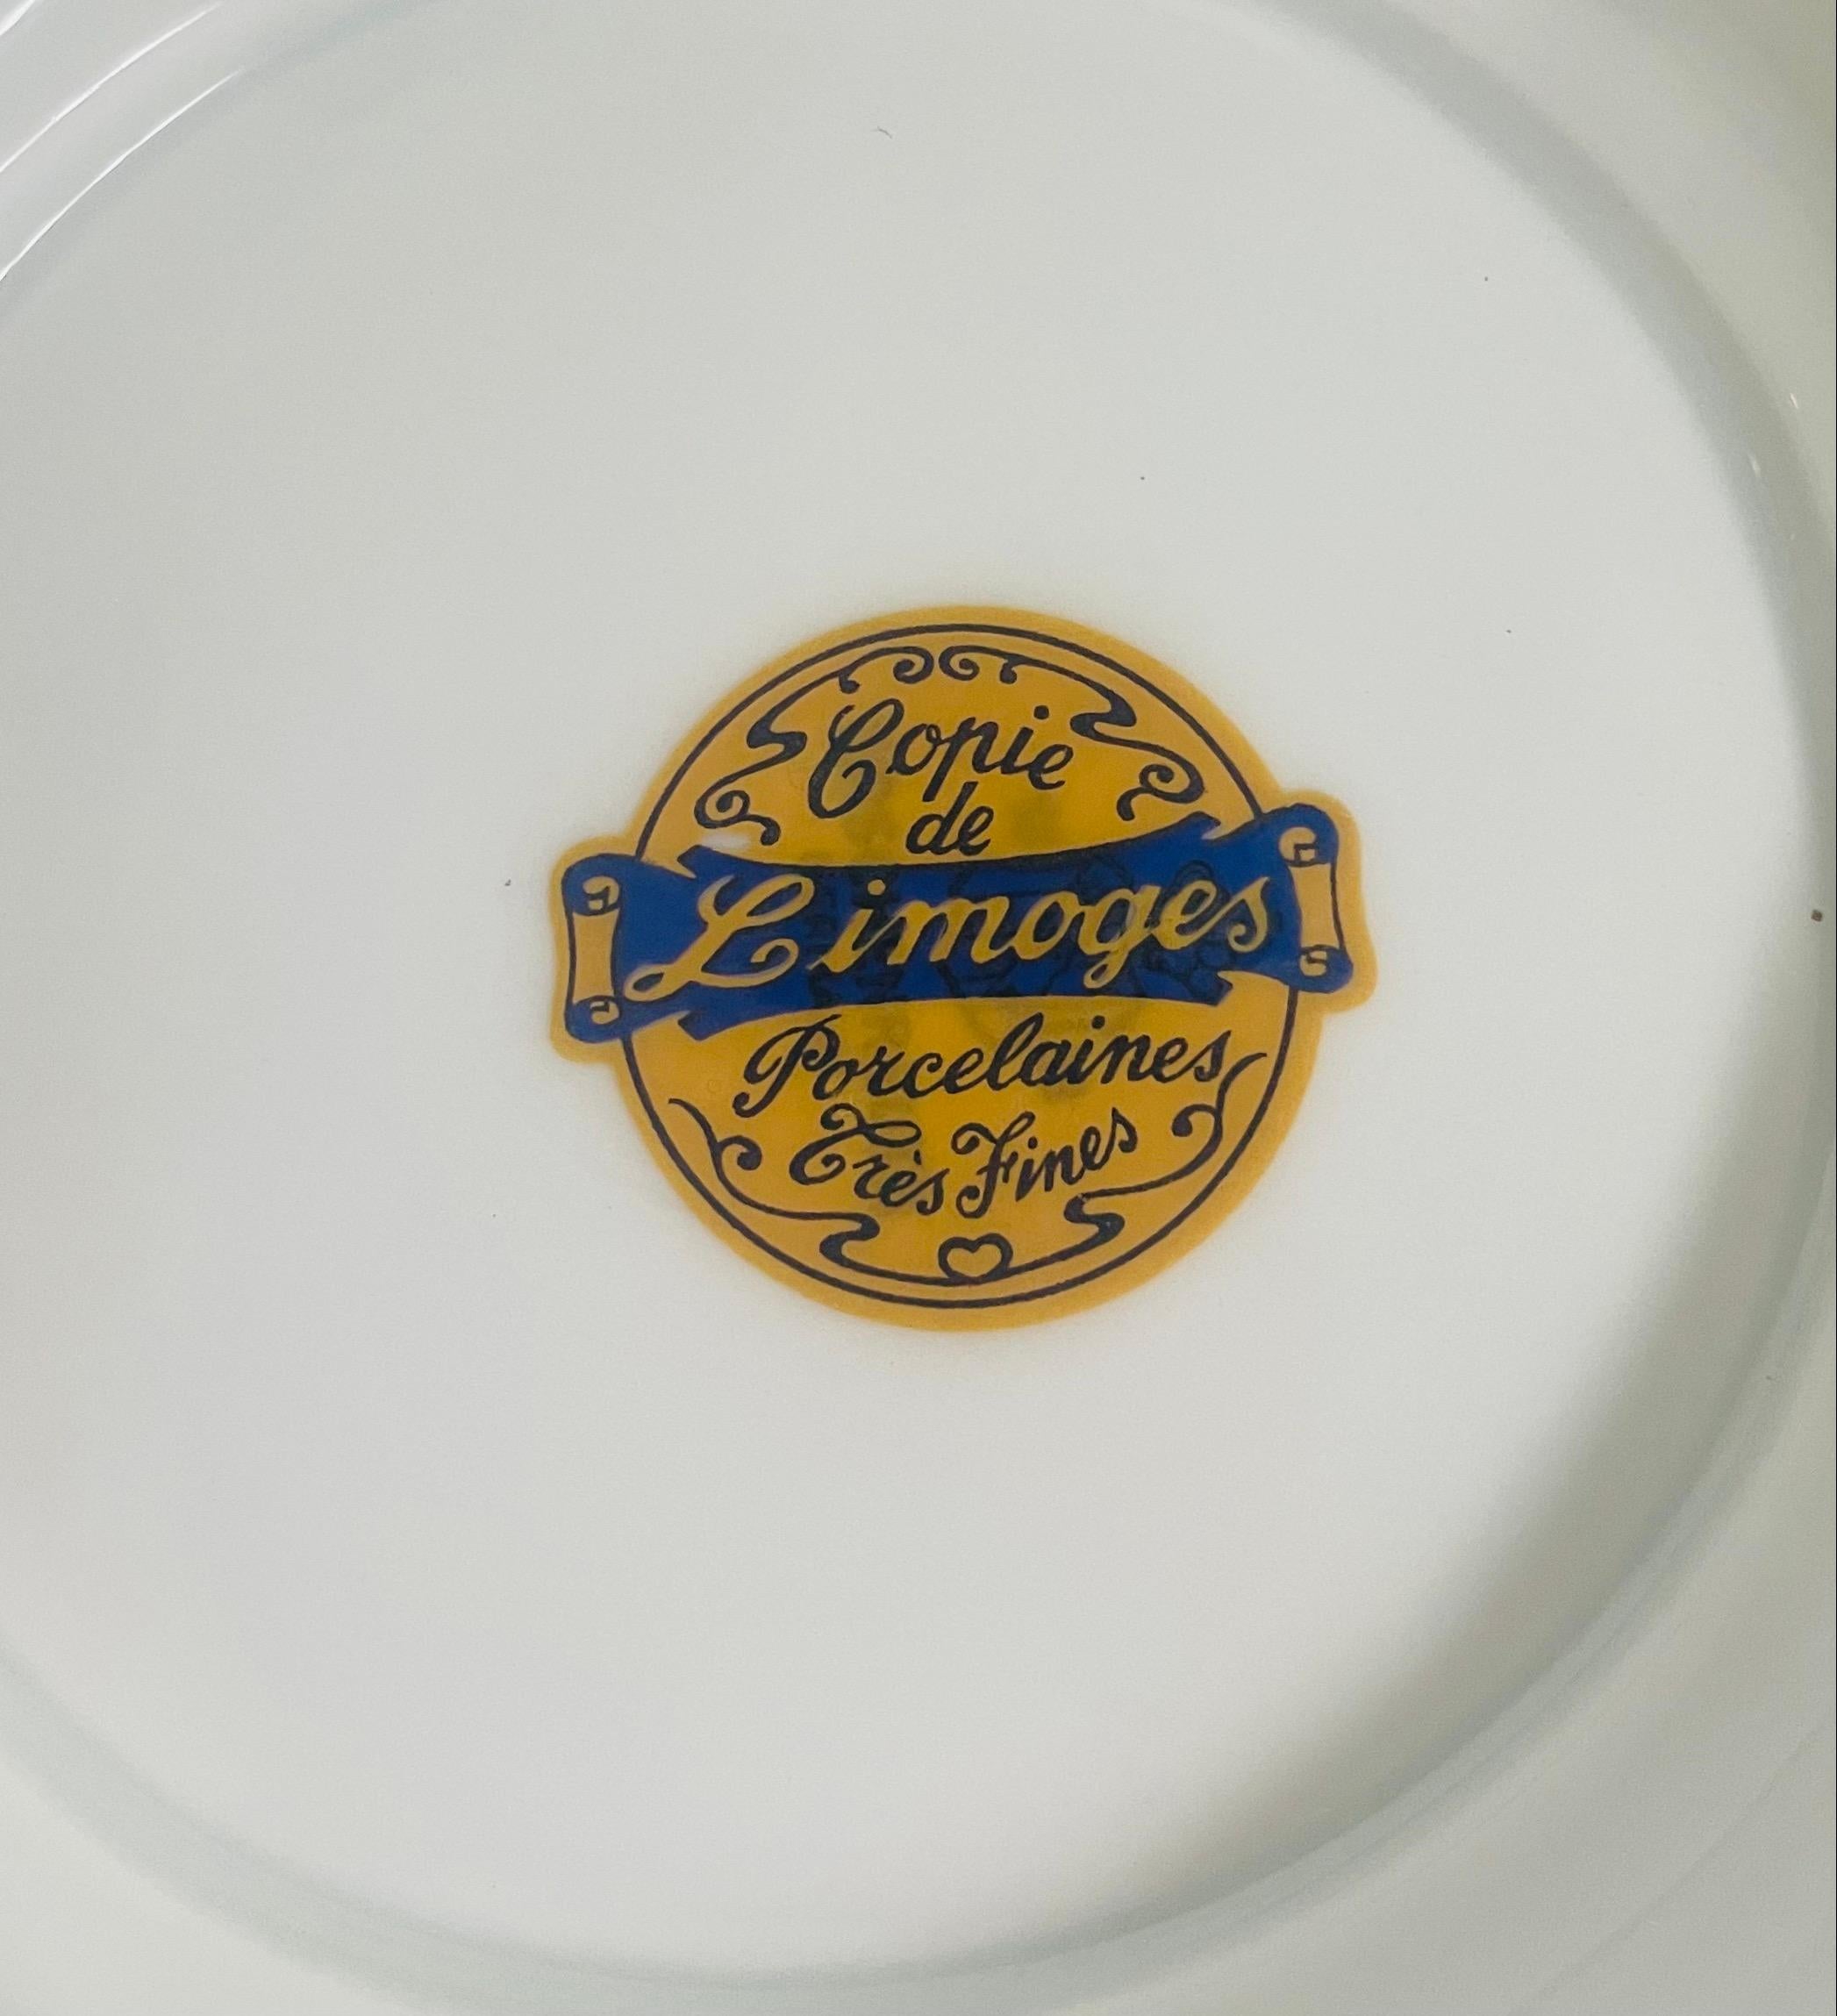 Copie
de
Limoges
Porcelaines
Très Fines